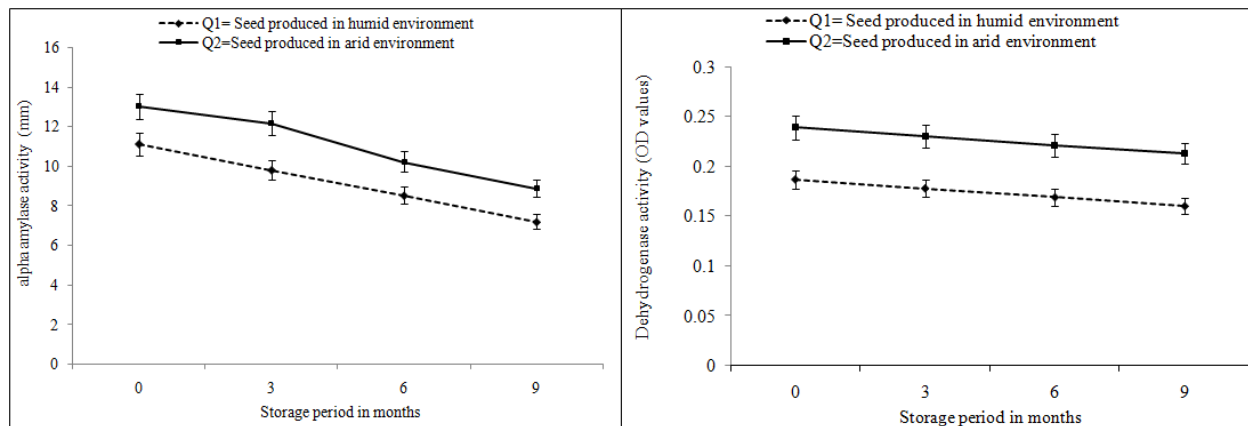 Q1= Seed produced in humid environment
Q2=Seed produced in arid environment
alpha amylase activity (mm)
16
14
12
10
8
6
4
2
0
0 3 6 9
Storage period in months
Q1= Seed produced in humid environment
Q2=Seed produced in arid environment
Dehydrogenase activity (OD values)
0.3
0.25
0.2
0.15
0.1
0.05
0
0 3 6 9
Storage period in months